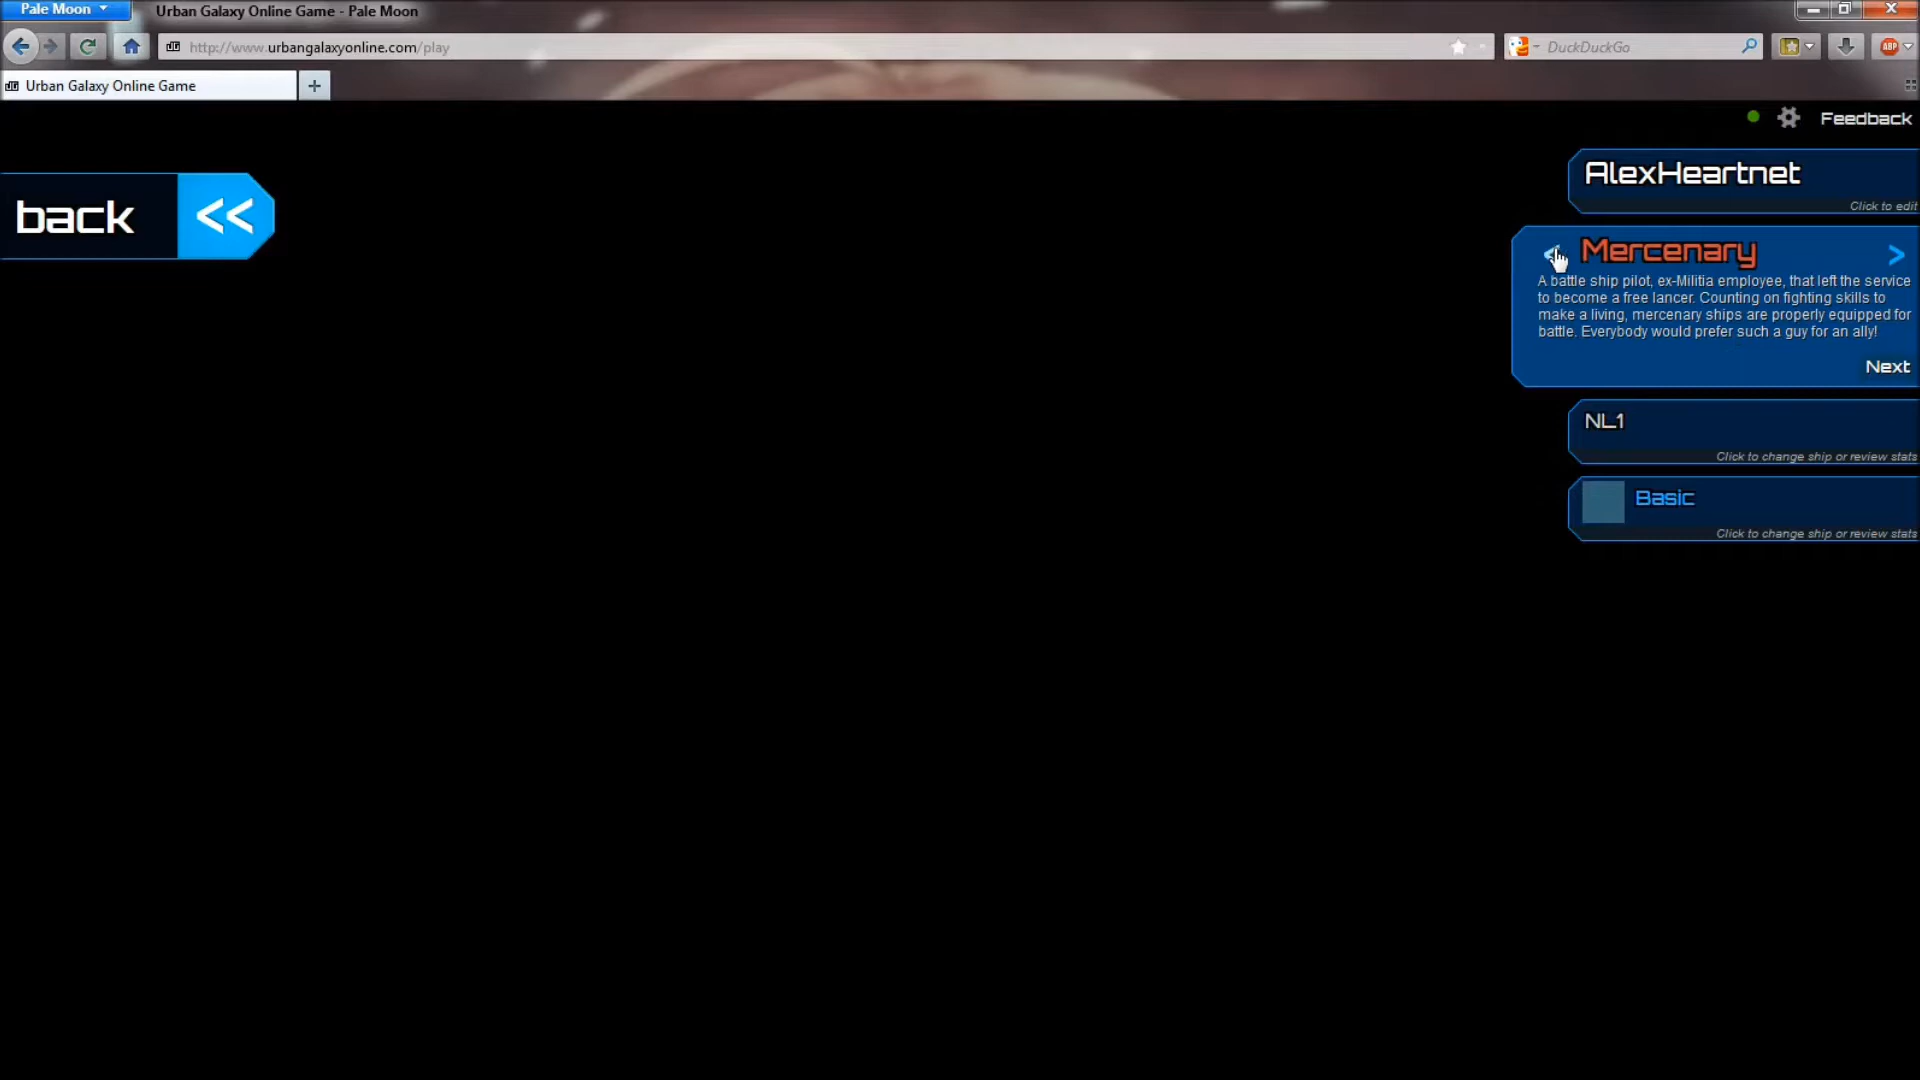 Pale Moon
Urban Galaxy Online Game - Pale Moon
http://www.urbangalaxyonline.com/play
DuckDuckGo
ABP
Urban Galaxy Online Game
+
Feedback
back <<
AlexHeartnet
Click to edit
< Mercenary >
A battle ship pilot, ex-Militia employee, that left the service
to become a free lancer. Counting on fighting skills to
make a living, mercenary ships are properly equipped for
battle. Everybody would prefer such a guy for an ally!
Next
NL1
Click to change ship or review stats
Basic
Click to change ship or review stats